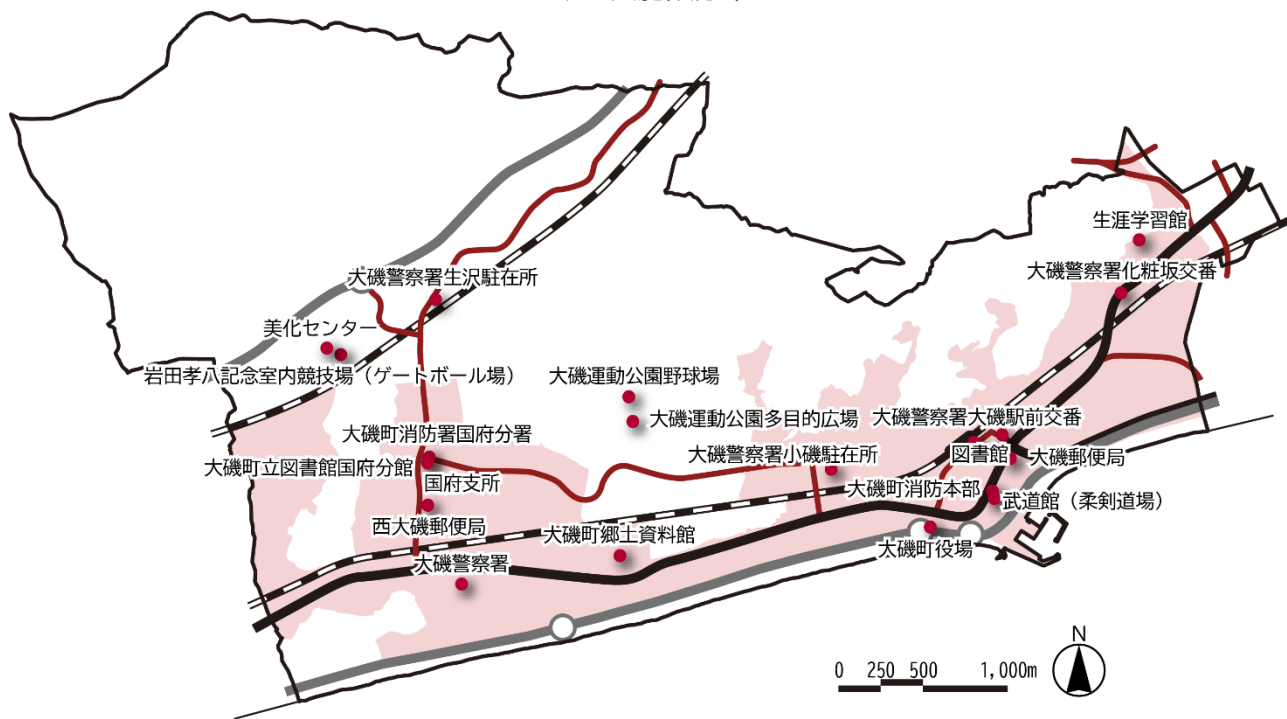 生涯学習館
大磯警察署生沢駐在所
大磯警察署化粧坂交番
美化センター
岩田孝八記念室内競技場（ゲートボール場）
大磯運動公園野球場
大磯運動公園多目的広場
大磯警察署大磯駅前交番
大磯町消防署国府分署
大磯警察署小磯駐在所
図書館
大磯郵便局
大磯町立図書館国府分館
国府支所
大磯町消防本部
武道館（柔剣道場）
西大磯郵便局
大磯町郷土資料館
大磯町役場
大磯警察署
N
0 250 500 1,000m